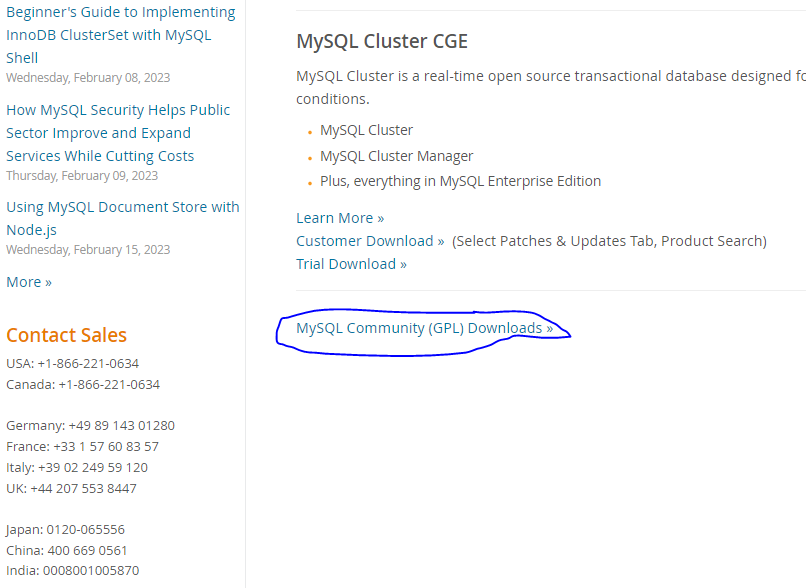 Beginner's Guide to Implementing
InnoDB ClusterSet with MySQL
Shell
Wednesday, February 08, 2023
How MySQL Security Helps Public
Sector Improve and Expand
Services While Cutting Costs
Thursday, February 09, 2023
Using MySQL Document Store with
Node.js
Wednesday, February 15, 2023
More »
Contact Sales
USA: +1-866-221-0634
Canada: +1-866-221-0634
Germany: +49 89 143 01280
France: +33 1 57 60 83 57
Italy: +39 02 249 59 120
UK: +44 207 553 8447
Japan: 0120-065556
China: 400 669 0561
India: 0008001005870
MySQL Cluster CGE
MySQL Cluster is a real-time open source transactional database designed fo
conditions.
• MySQL Cluster
• MySQL Cluster Manager
• Plus, everything in MySQL Enterprise Edition
Learn More »
Customer Download » (Select Patches & Updates Tab, Product Search)
Trial Download »
MySQL Community (GPL) Downloads »